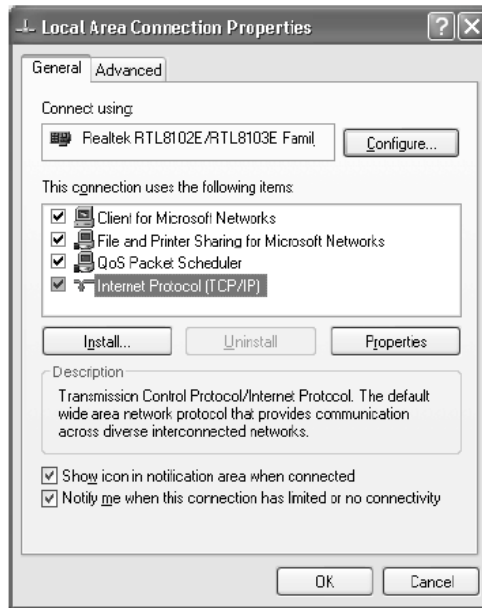 Local Area Connection Properties
General Advanced
Connect using:
Realtek RTL8102E/RTL8103E Famil
Configure...
This connection uses the following items:
Client for Microsoft Networks
File and Printer Sharing for Microsoft Networks
QoS Packet Scheduler
Internet Protocol (TCP/IP)
Install... Uninstall Properties
Description
Transmission Control Protocol/Internet Protocol. The default
wide area network protocol that provides communication
across diverse interconnected networks.
Show icon in notification area when connected
Notify me when this connection has limited or no connectivity
OK Cancel